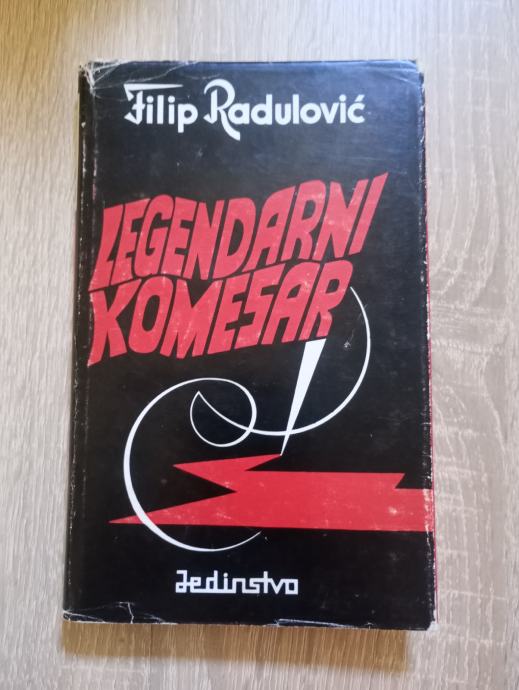 Filip Radulović
LEGENDARNI
KOMESAR
Jedinstvo